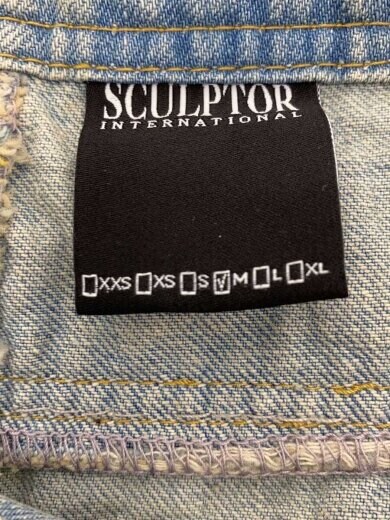 SCULPTOR
INTERNATIONAL
☐XXS ☐XS ☐S ☑M ☐L ☐XL